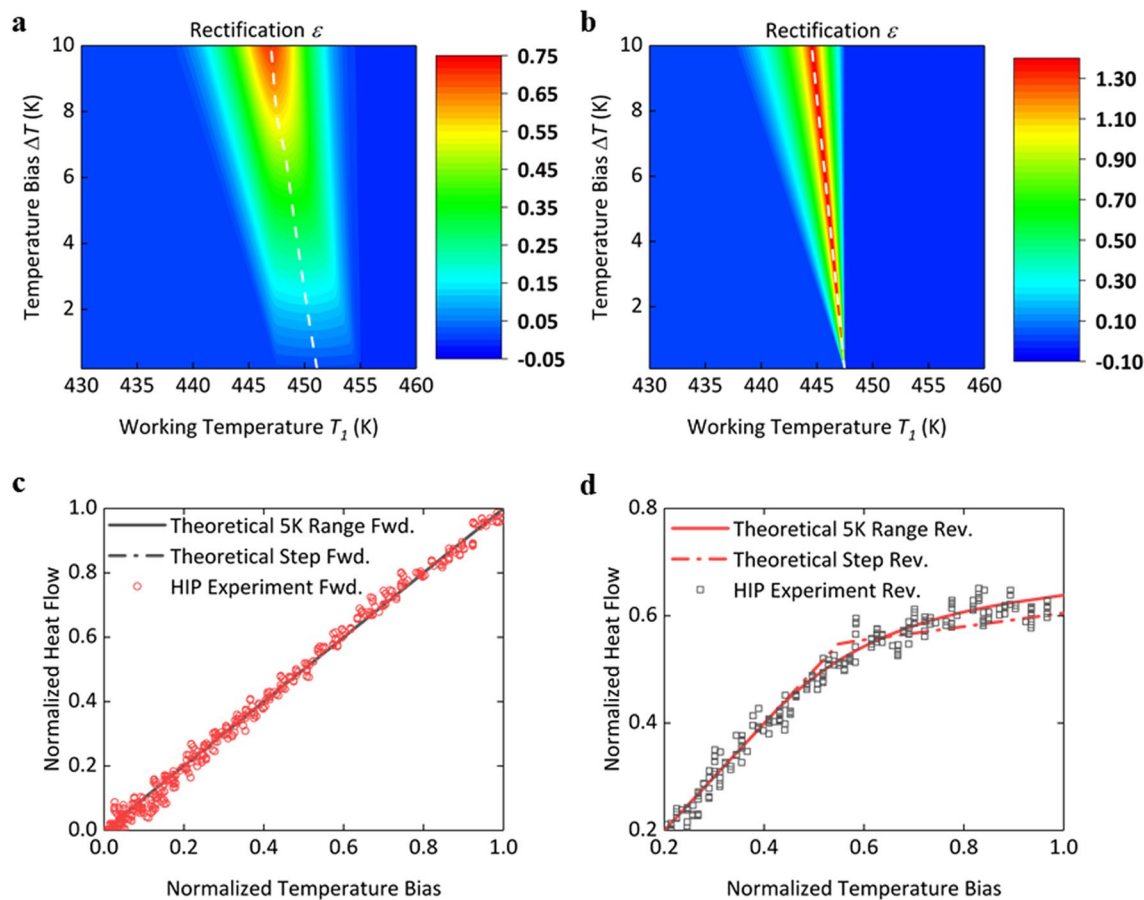 a
Rectification ε
10
8
6
4
2
430 435 440 445 450 455 460
Temperature Bias ΔT (K)
Working Temperature T1 (K)
0.75
0.65
0.55
0.45
0.35
0.25
0.15
0.05
-0.05
b
Rectification ε
10
8
6
4
2
430 435 440 445 450 455 460
Temperature Bias ΔT (K)
Working Temperature T1 (K)
1.30
1.10
0.90
0.70
0.50
0.30
0.10
-0.10
c
1.0
0.8
0.6
0.4
0.2
0.0
0.0 0.2 0.4 0.6 0.8 1.0
Normalized Heat Flow
Normalized Temperature Bias
Theoretical 5K Range Fwd.
Theoretical Step Fwd.
HIP Experiment Fwd.
d
0.8
0.6
0.4
0.2
0.2 0.4 0.6 0.8 1.0
Normalized Heat Flow
Normalized Temperature Bias
Theoretical 5K Range Rev.
Theoretical Step Rev.
HIP Experiment Rev.